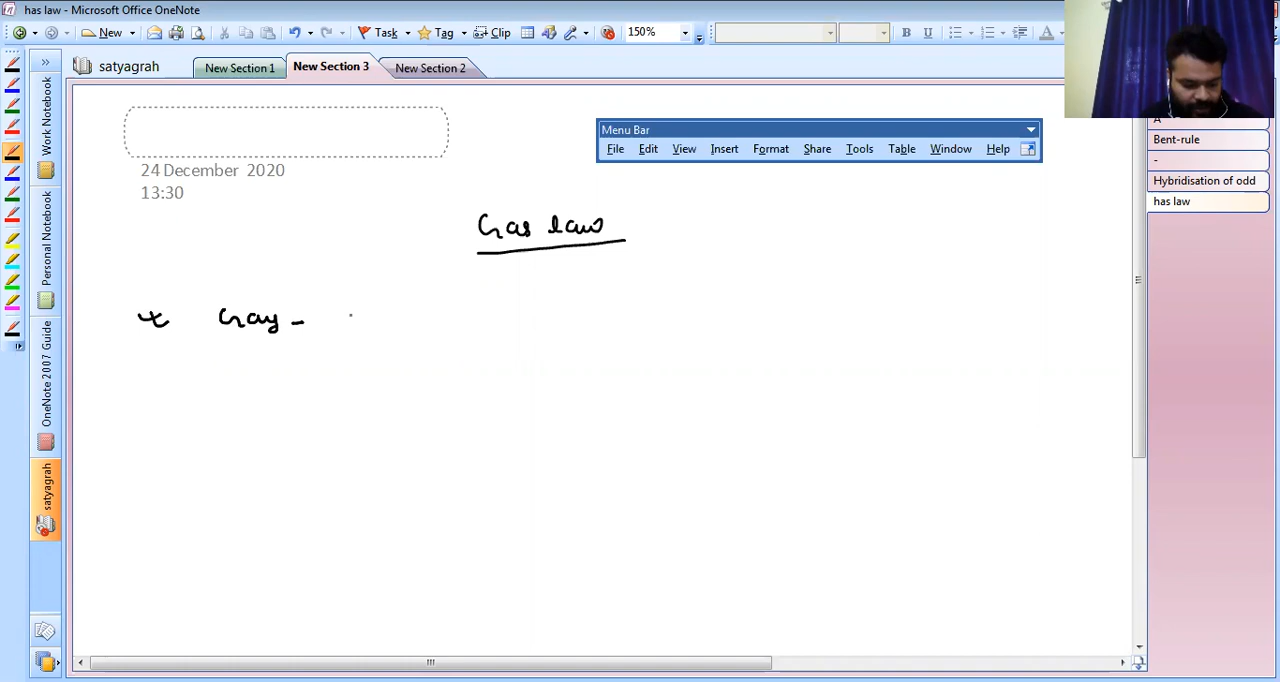 has law - Microsoft Office OneNote
New Task Tag Clip 150% B U A
satyagrah New Section 1 New Section 3 New Section 2
Menu Bar
File Edit View Insert Format Share Tools Table Window Help
A
Bent-rule
-
Hybridisation of odd
has law
Work Notebook
Personal Notebook
OneNote 2007 Guide
satyagrah
24 December 2020
13:30
Gas law
* Gay -